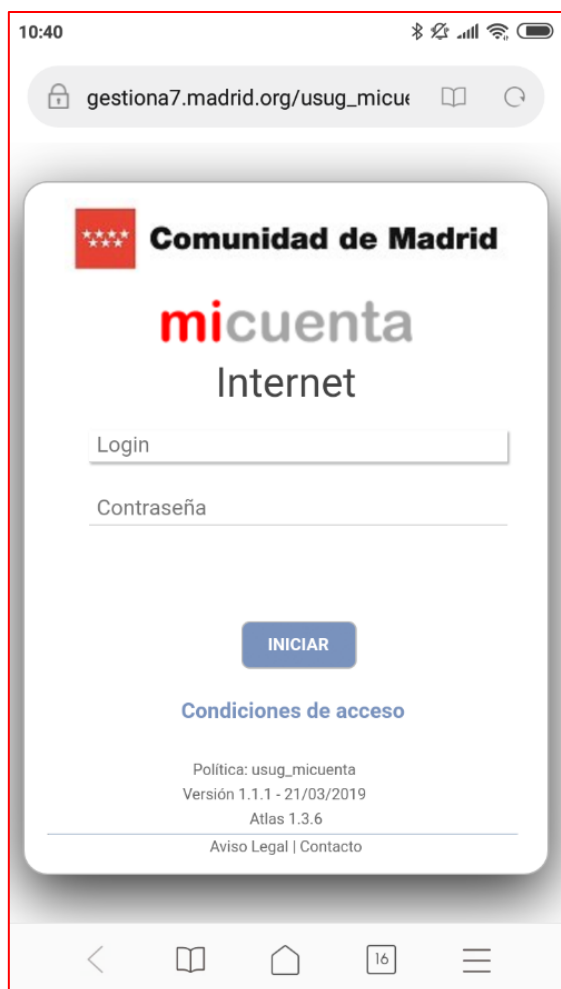 10:40
gestiona7.madrid.org/usug_micue
Comunidad de Madrid
micuenta
Internet
Login
Contraseña
INICIAR
Condiciones de acceso
Política: usug_micuenta
Versión 1.1.1 - 21/03/2019
Atlas 1.3.6
Aviso Legal | Contacto
16